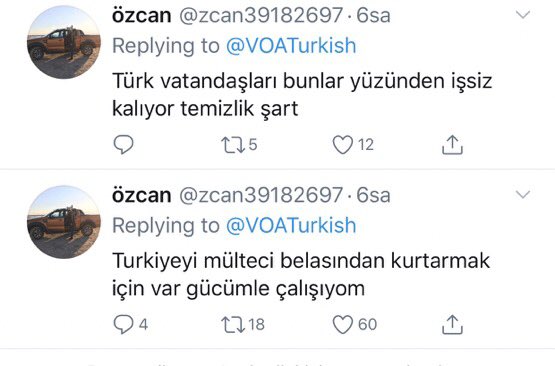 özcan @zcan39182697 · 6sa
Replying to @VOATurkish
Türk vatandaşları bunlar yüzünden işsiz
kalıyor temizlik şart
5 12
özcan @zcan39182697 · 6sa
Replying to @VOATurkish
Turkiyeyi mülteci belasından kurtarmak
için var gücümle çalışıyom
4 18 60